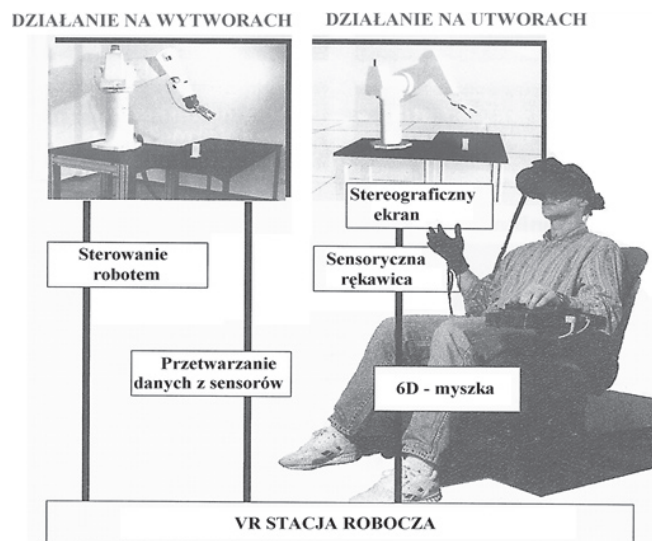 DZIAŁANIE NA WYTWORACH
DZIAŁANIE NA UTWORACH
Stereograficzny
ekran
Sterowanie
robotem
Sensoryczna
rękawica
Przetwarzanie
danych z sensorów
6D - myszka
VR STACJA ROBOCZA